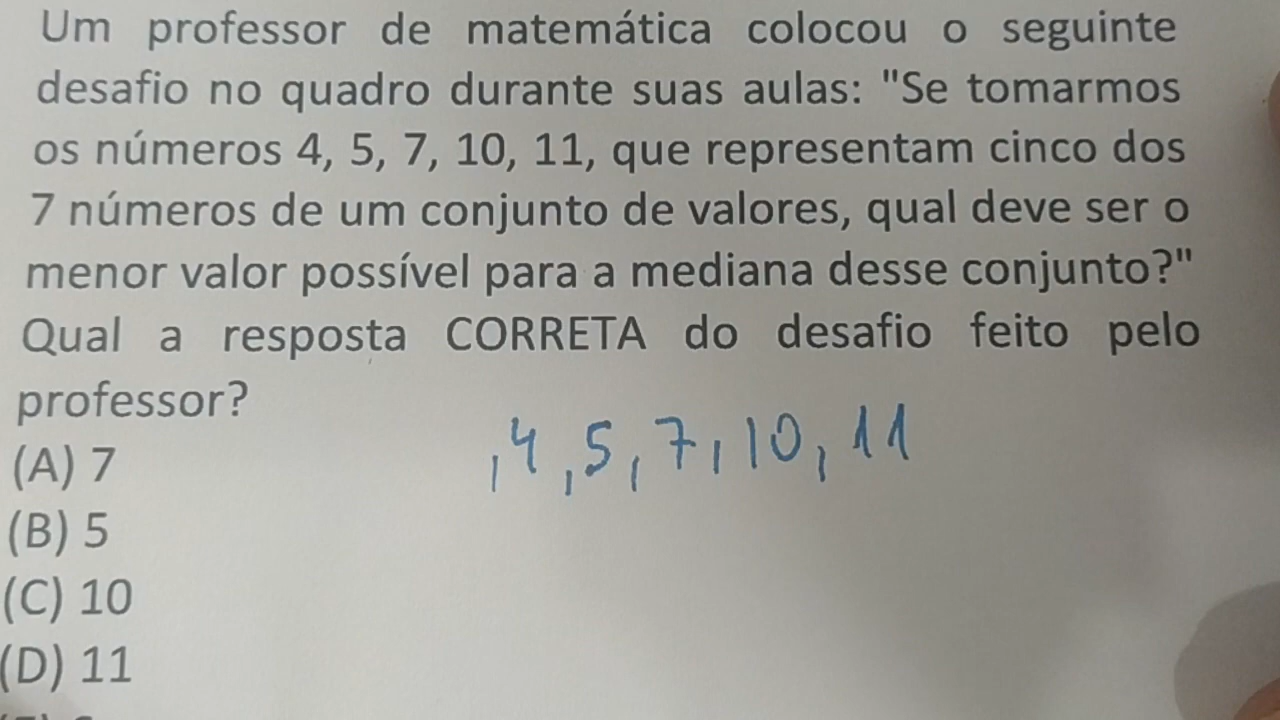 Um professor de matemática colocou o seguinte
desafio no quadro durante suas aulas: "Se tomarmos
os números 4, 5, 7, 10, 11, que representam cinco dos
7 números de um conjunto de valores, qual deve ser o
menor valor possível para a mediana desse conjunto?"
Qual a resposta CORRETA do desafio feito pelo
professor?
,4,5,7,10,11
(A) 7
(B) 5
(C) 10
(D) 11